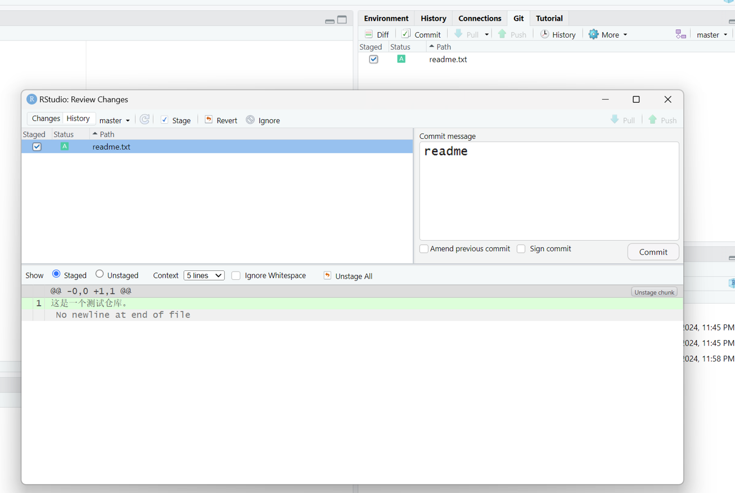 Environment History Connections Git Tutorial
Diff Commit Pull Push History More master
Staged Status Path
A readme.txt
RStudio: Review Changes
Changes History master Stage Revert Ignore Pull Push
Staged Status Path
A readme.txt
Commit message
readme
Amend previous commit Sign commit Commit
Show Staged Unstaged Context 5 lines Ignore Whitespace Unstage All
@@ -0,0 +1,1 @@ Unstage chunk
1 这是一个测试仓库。
No newline at end of file
2024, 11:45 PM
2024, 11:45 PM
2024, 11:58 PM